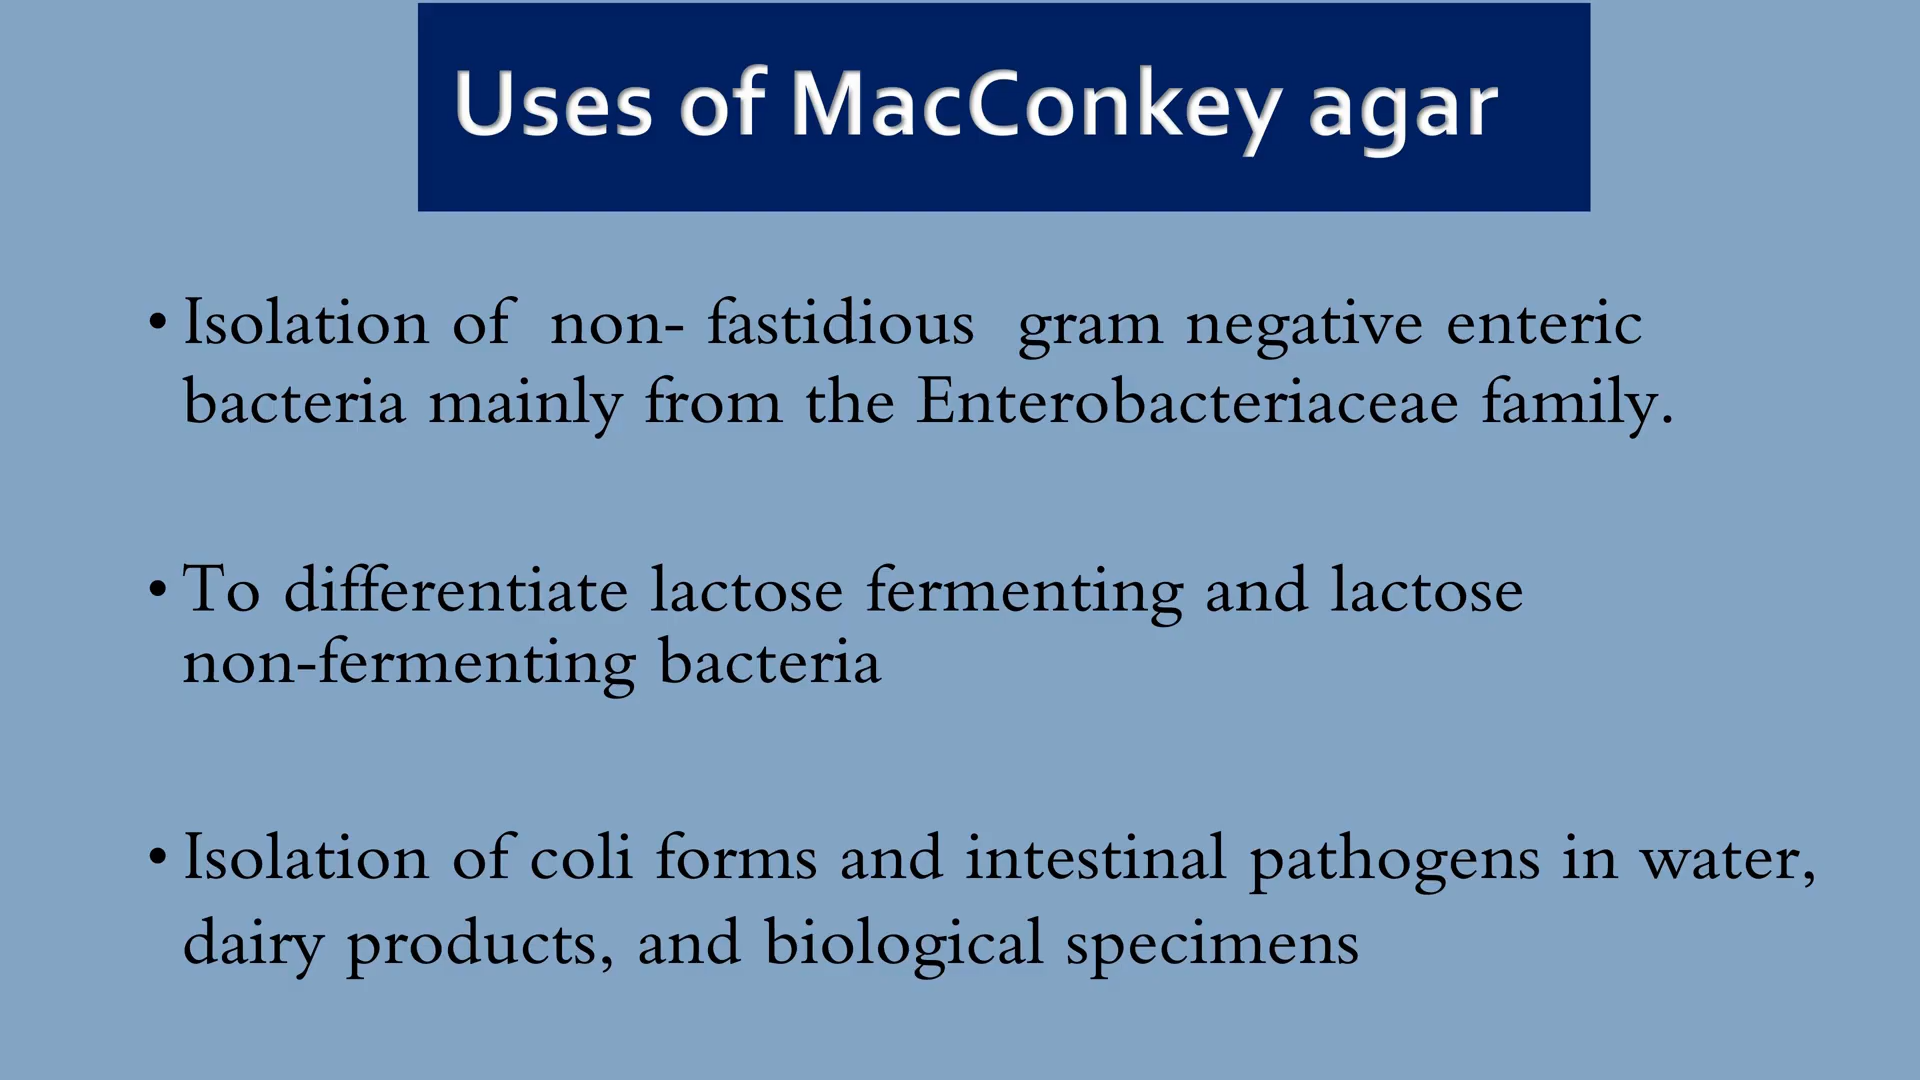 Uses of MacConkey agar
• Isolation of  non- fastidious  gram negative enteric
bacteria mainly from the Enterobacteriaceae family.
• To differentiate lactose fermenting and lactose
non-fermenting bacteria
• Isolation of coli forms and intestinal pathogens in water,
dairy products, and biological specimens